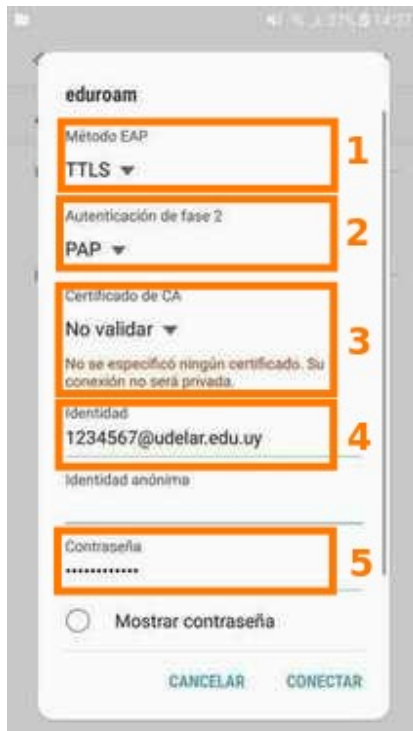 eduroam
Método EAP
1
TTLS
Autenticación de fase 2
2
PAP
Certificado de CA
No validar
3
No se especificó ningún certificado. Su
conexión no será privada.
Identidad
1234567@udelar.edu.uy
4
Identidad anónima
Contraseña
••••••••••••
5
Mostrar contraseña
CANCELAR CONECTAR